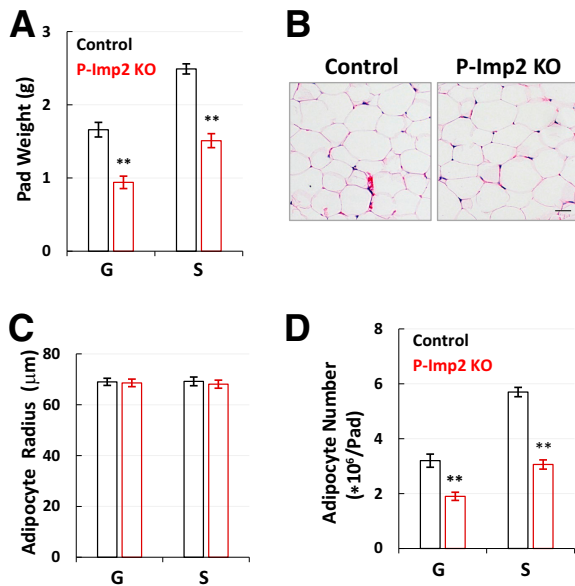 A
Control
P-Imp2 KO
Pad Weight (g)
3
2
1
0
G
S
**
**
B
Control
P-Imp2 KO
C
Adipocyte Radius (μm)
80
60
40
20
0
G
S
D
Control
P-Imp2 KO
Adipocyte Number
(*10⁶/Pad)
8
6
4
2
0
G
S
**
**